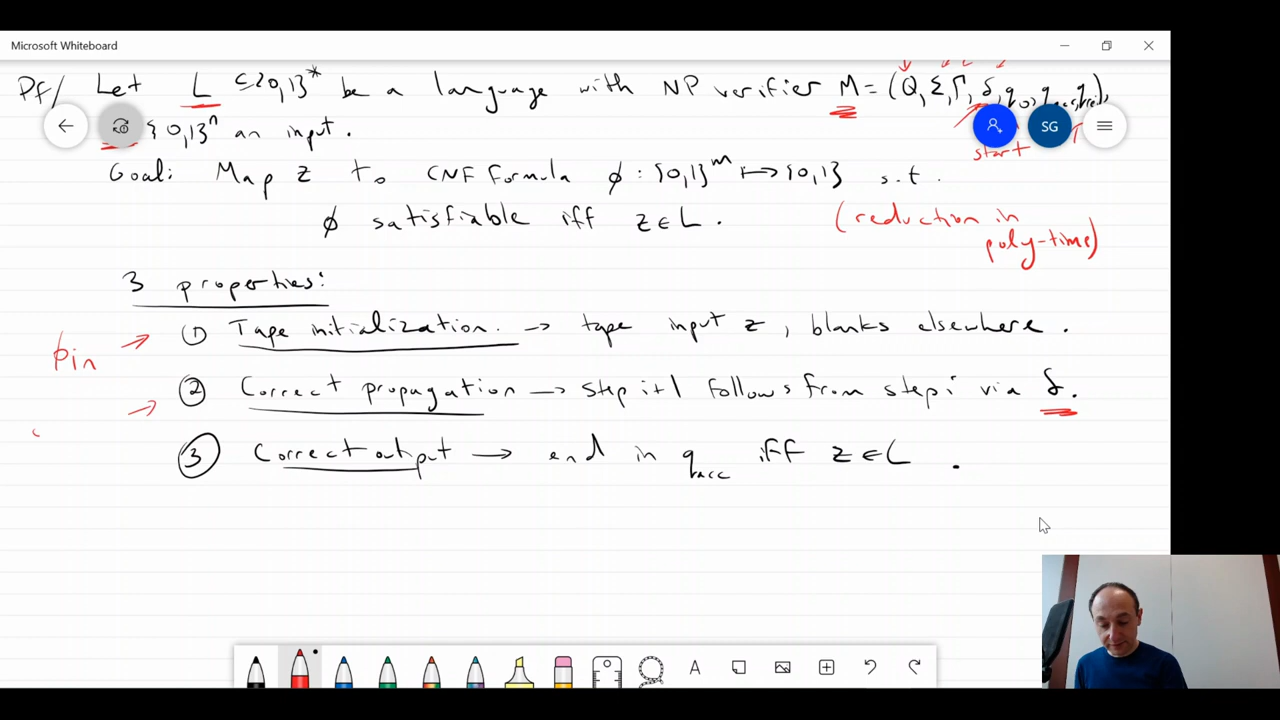 Microsoft Whiteboard
Pf/ Let L ⊆{0,1}* be a language with NP verifier M = (Q, Σ, Γ, δ, q0, qacc, qrej),
{0,1}ⁿ an input.
start
Goal: Map z to CNF formula ϕ : {0,1}ᵐ ↦ {0,1} s.t.
ϕ satisfiable iff z ∈ L.
(reduction in
poly-time)
3 properties:
① Tape initialization. → tape input z, blanks elsewhere.
ϕin
② Correct propagation → step i+1 follows from step i via δ.
③ Correct output → end in qacc iff z ∈ L.
SG
A